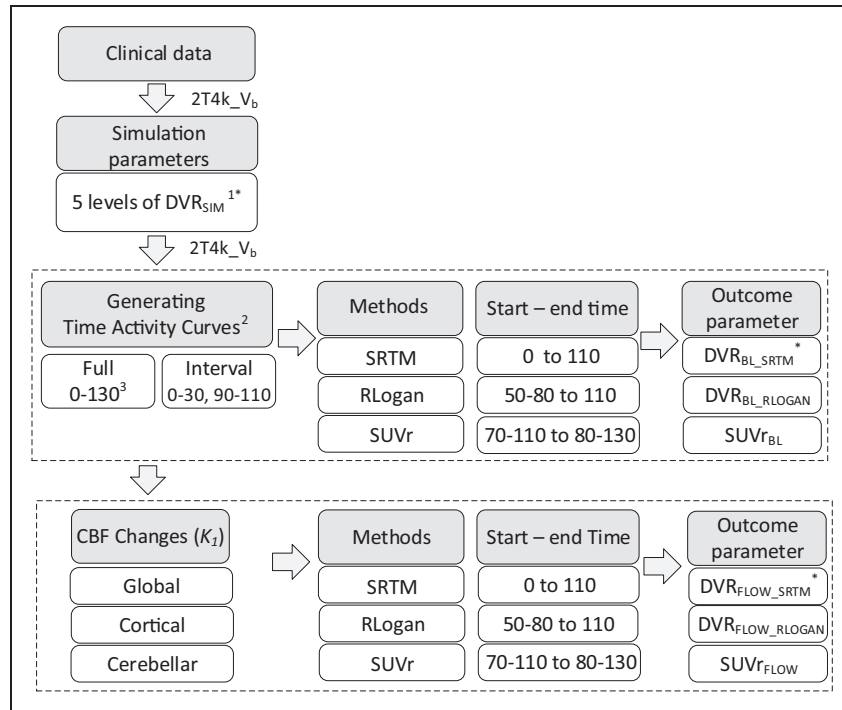 Clinical data
2T4k_Vb
Simulation
parameters
5 levels of DVRSIM 1*
2T4k_Vb
Generating
Time Activity Curves2
Full
0-1303
Interval
0-30, 90-110
Methods
SRTM
RLogan
SUVr
Start – end time
0 to 110
50-80 to 110
70-110 to 80-130
Outcome
parameter
DVRBL_SRTM*
DVRBL_RLOGAN
SUVrBL
CBF Changes (K1)
Global
Cortical
Cerebellar
Methods
SRTM
RLogan
SUVr
Start – end Time
0 to 110
50-80 to 110
70-110 to 80-130
Outcome
parameter
DVRFLOW_SRTM*
DVRFLOW_RLOGAN
SUVrFLOW